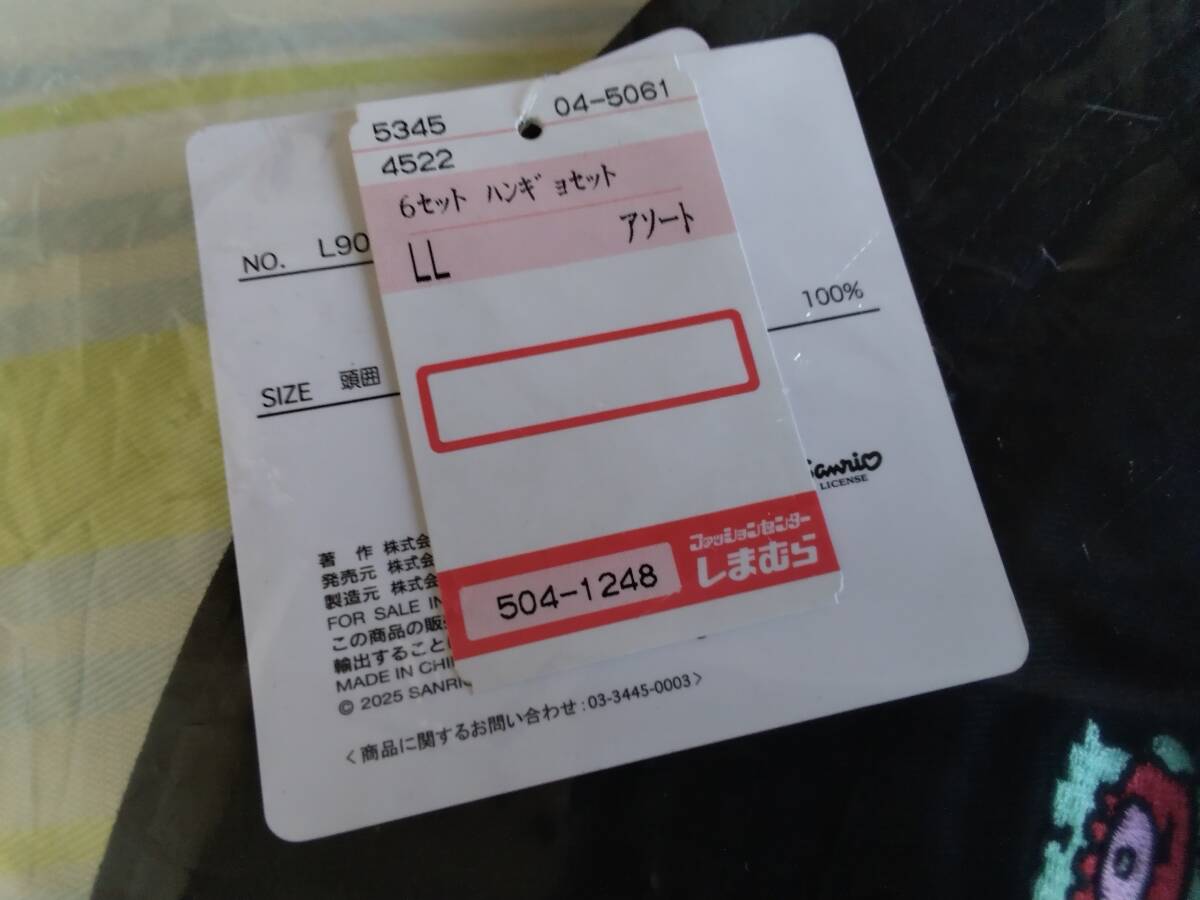 5345
04-5061
4522
6セット ハンギョセット
LL アソート
NO. L90
100%
SIZE 頭囲
Sanrio
LICENSE
ファッションセンター
しまむら
504-1248
著 作 株式会
発売元 株式会
製造元 株式会
FOR SALE IN
この商品の販
輸出すること
MADE IN CHI
© 2025 SANRI
〈商品に関するお問い合わせ:03-3445-0003〉